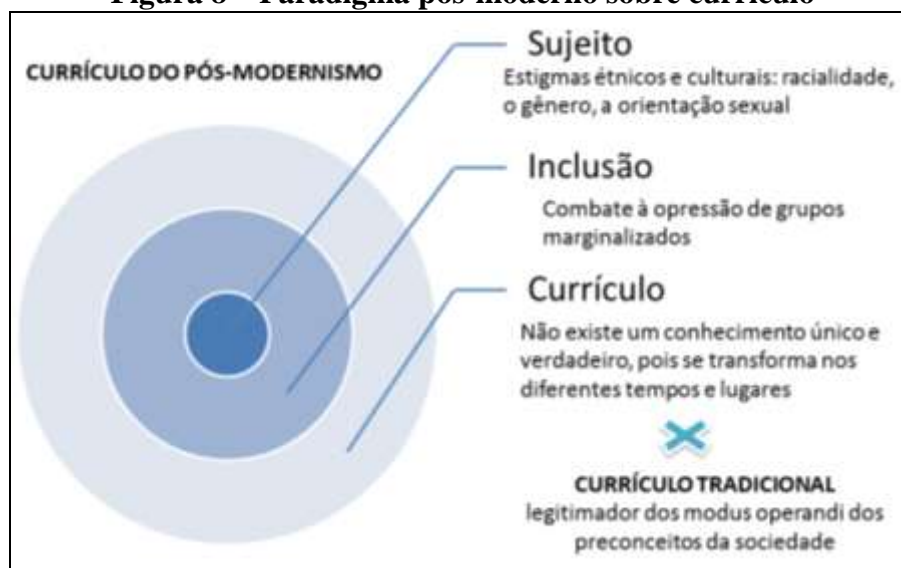 CURRÍCULO DO PÓS-MODERNISMO
Sujeito
Estigmas étnicos e culturais: racialidade,
o gênero, a orientação sexual
Inclusão
Combate à opressão de grupos
marginalizados
Currículo
Não existe um conhecimento único e
verdadeiro, pois se transforma nos
diferentes tempos e lugares
CURRÍCULO TRADICIONAL
legitimador dos modus operandi dos
preconceitos da sociedade